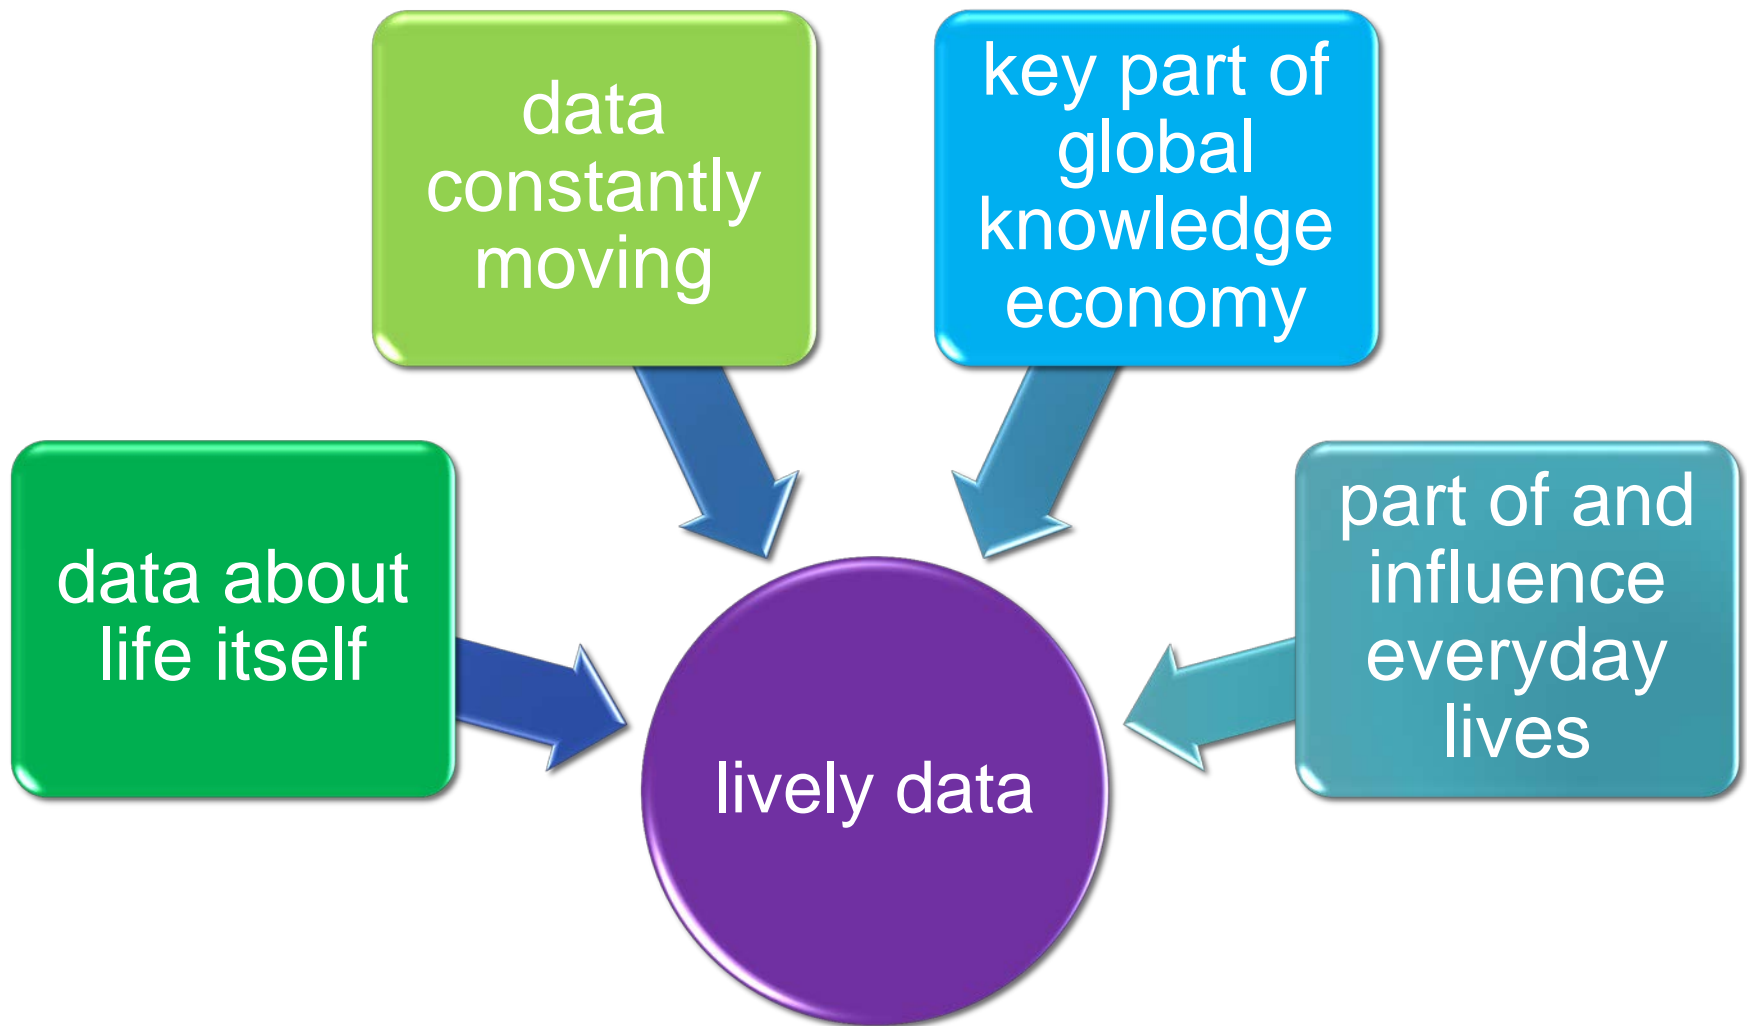 data
constantly
moving
key part of
global
knowledge
economy
data about
life itself
part of and
influence
everyday
lives
lively data